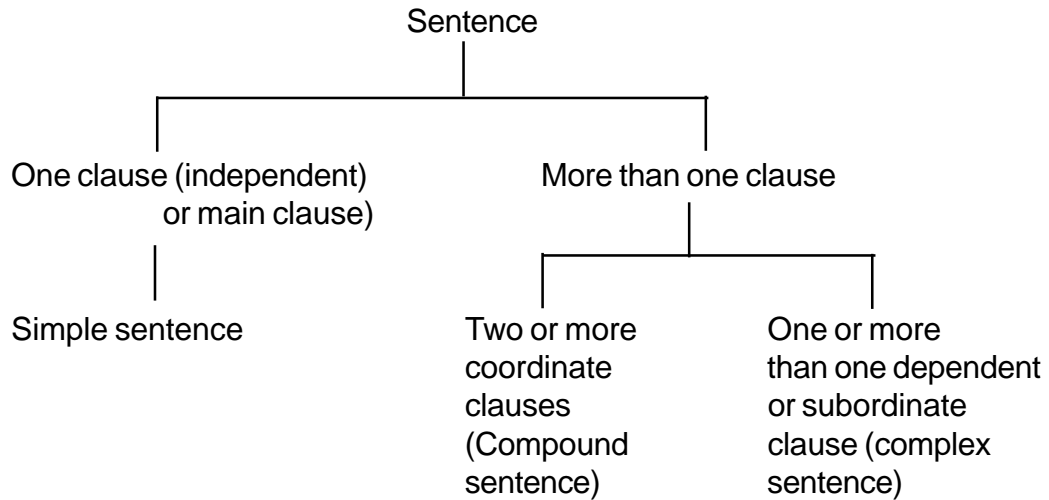 Sentence
One clause (independent)
or main clause)
More than one clause
Simple sentence
Two or more
coordinate
clauses
(Compound
sentence)
One or more
than one dependent
or subordinate
clause (complex
sentence)